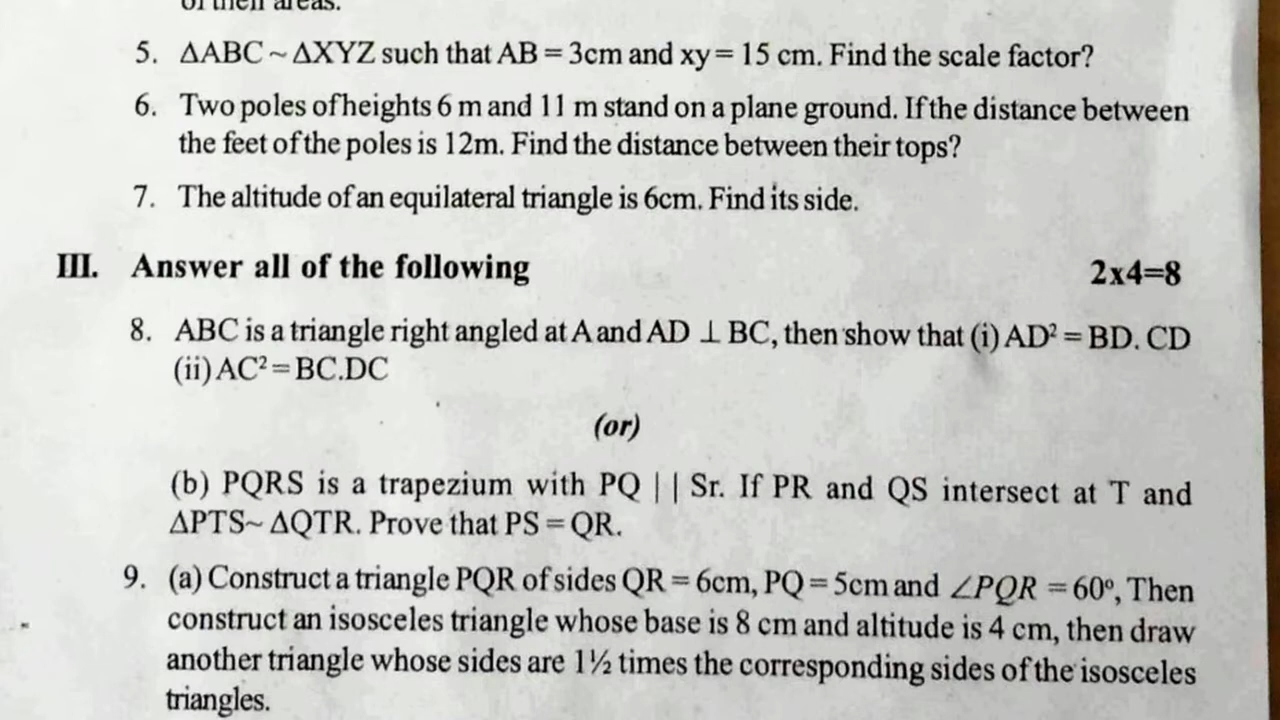 of their areas.
5. ΔABC ~ ΔXYZ such that AB = 3cm and xy = 15 cm. Find the scale factor?
6. Two poles of heights 6 m and 11 m stand on a plane ground. If the distance between
the feet of the poles is 12m. Find the distance between their tops?
7. The altitude of an equilateral triangle is 6cm. Find its side.
III. Answer all of the following 2x4=8
8. ABC is a triangle right angled at A and AD ⊥ BC, then show that (i) AD² = BD. CD
(ii) AC² = BC.DC
(or)
(b) PQRS is a trapezium with PQ || Sr. If PR and QS intersect at T and
ΔPTS~ ΔQTR. Prove that PS = QR.
9. (a) Construct a triangle PQR of sides QR = 6cm, PQ = 5cm and ∠PQR = 60º, Then
construct an isosceles triangle whose base is 8 cm and altitude is 4 cm, then draw
another triangle whose sides are 1½ times the corresponding sides of the isosceles
triangles.